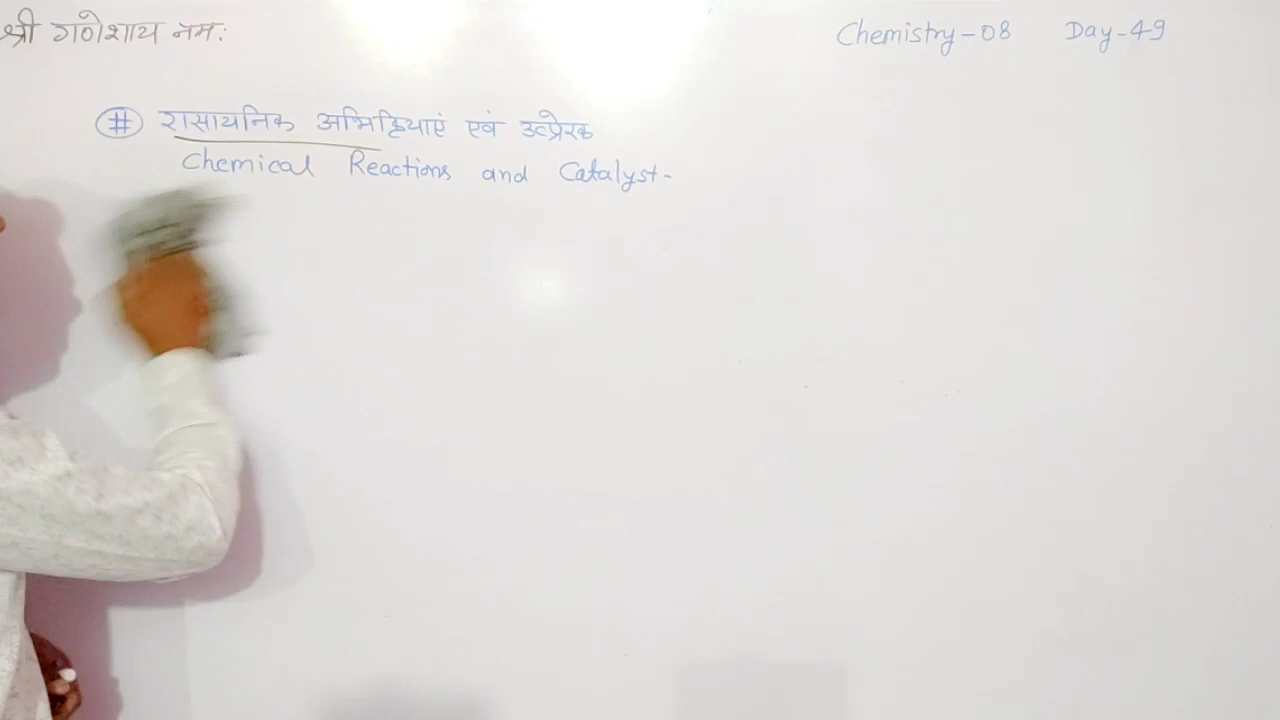 श्री गणेशाय नमः
Chemistry-08 Day-49
# रासायनिक अभिक्रियाएं एवं उत्प्रेरक
Chemical Reactions and Catalyst-